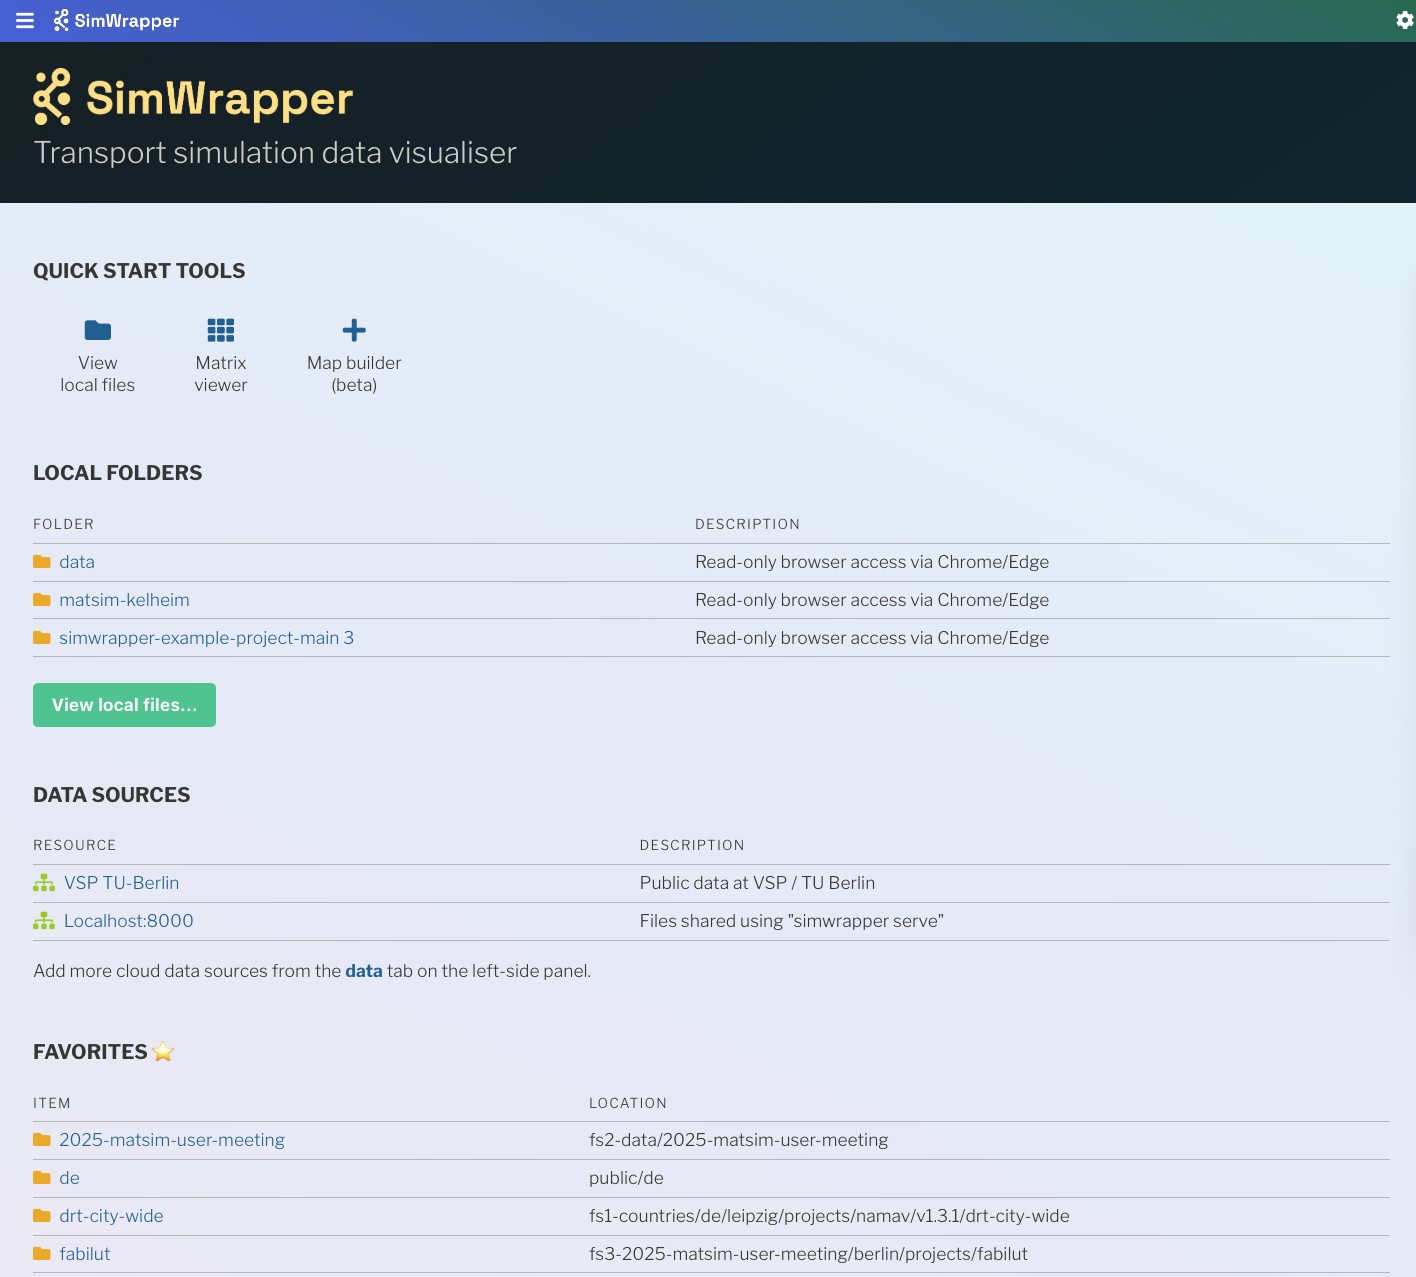 SimWrapper
SimWrapper
Transport simulation data visualiser
QUICK START TOOLS
View
local files
Matrix
viewer
Map builder
(beta)
LOCAL FOLDERS
FOLDER DESCRIPTION
data Read-only browser access via Chrome/Edge
matsim-kelheim Read-only browser access via Chrome/Edge
simwrapper-example-project-main 3 Read-only browser access via Chrome/Edge
View local files...
DATA SOURCES
RESOURCE DESCRIPTION
VSP TU-Berlin Public data at VSP / TU Berlin
Localhost:8000 Files shared using "simwrapper serve"
Add more cloud data sources from the data tab on the left-side panel.
FAVORITES
ITEM LOCATION
2025-matsim-user-meeting fs2-data/2025-matsim-user-meeting
de public/de
drt-city-wide fs1-countries/de/leipzig/projects/namav/v1.3.1/drt-city-wide
fabilut fs3-2025-matsim-user-meeting/berlin/projects/fabilut